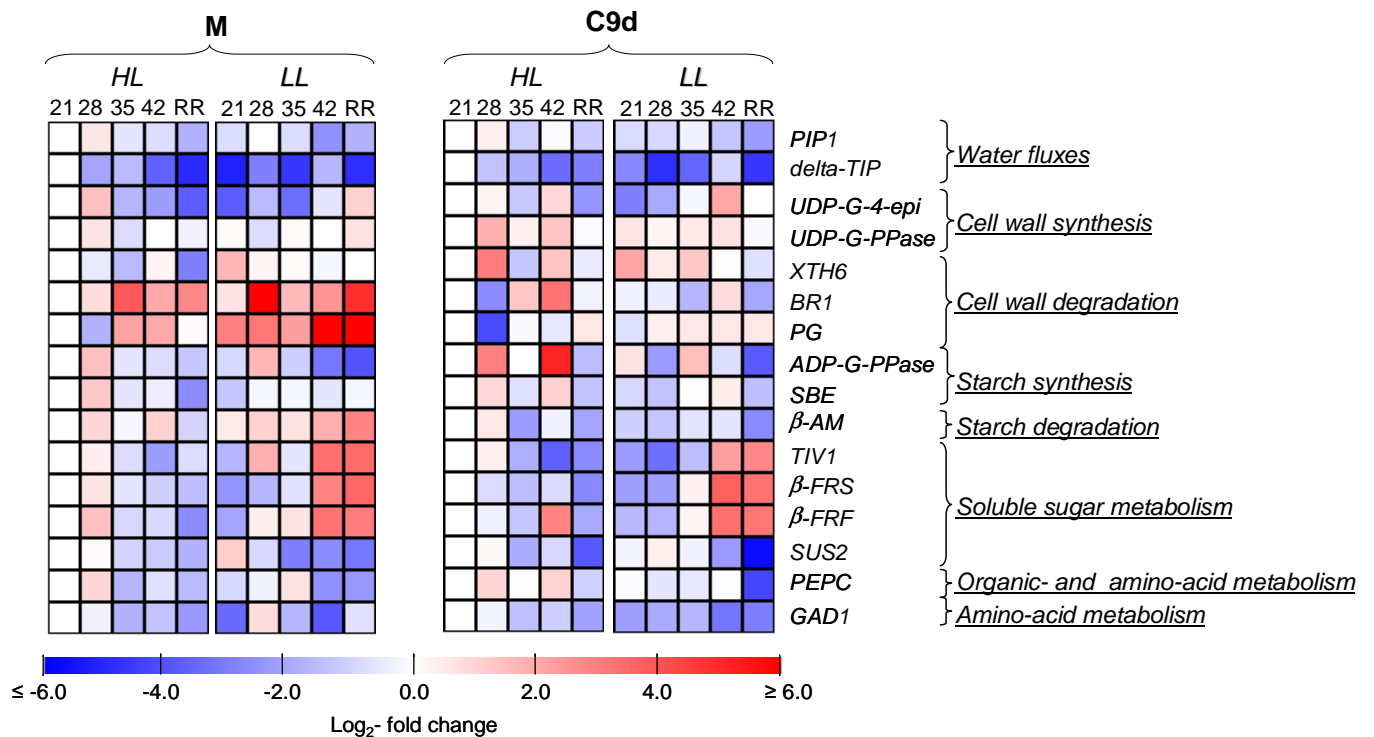 M C9d
HL LL HL LL
21 28 35 42 RR 21 28 35 42 RR 21 28 35 42 RR 21 28 35 42 RR
PIP1
delta-TIP
Water fluxes
UDP-G-4-epi
UDP-G-PPase
Cell wall synthesis
XTH6
BR1
PG
Cell wall degradation
ADP-G-PPase
SBE
Starch synthesis
β-AM
Starch degradation
TIV1
β-FRS
β-FRF
SUS2
Soluble sugar metabolism
PEPC
Organic- and amino-acid metabolism
GAD1
Amino-acid metabolism
≤ -6.0 -4.0 -2.0 0.0 2.0 4.0 ≥ 6.0
Log2- fold change